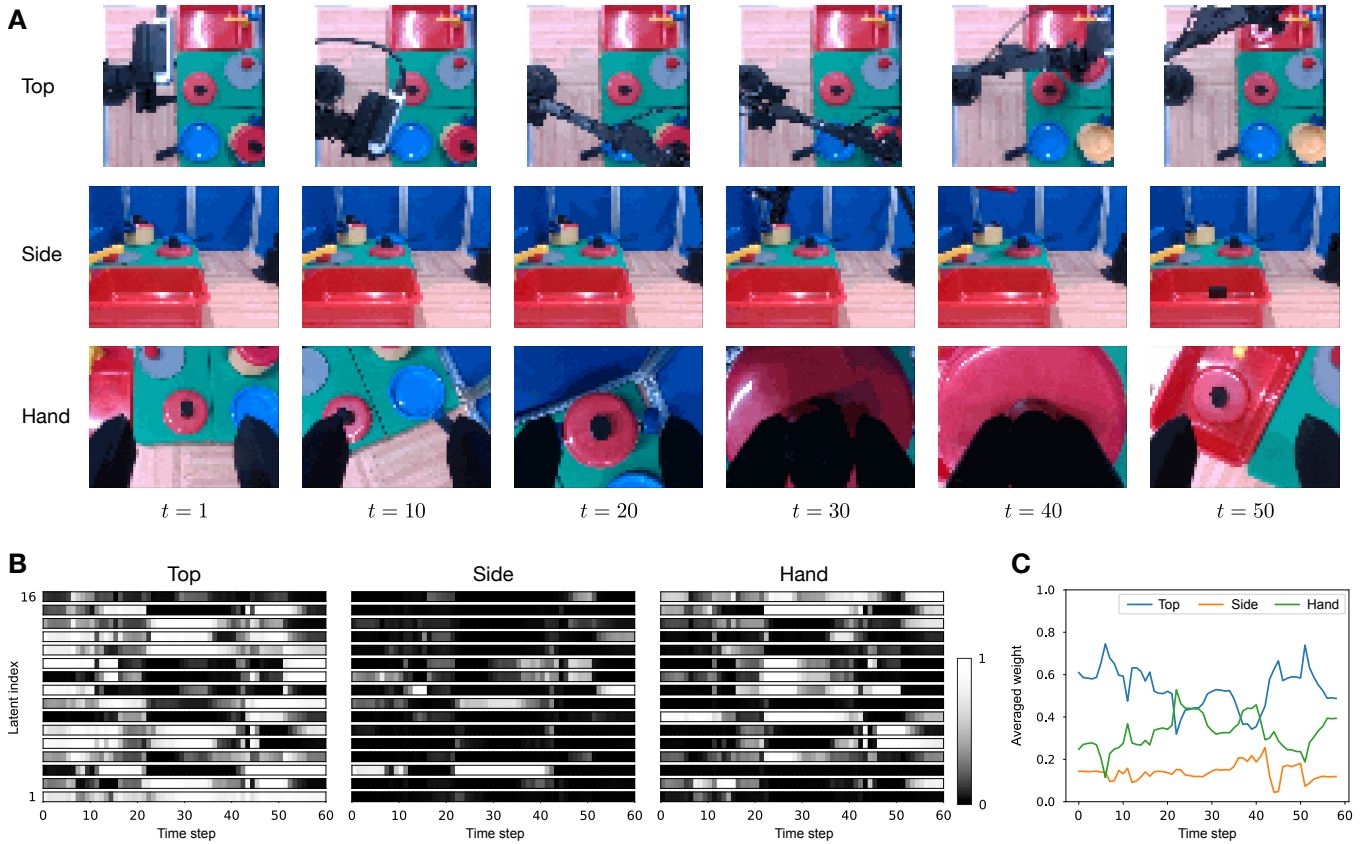 A
Top
Side
Hand
t = 1
t = 10
t = 20
t = 30
t = 40
t = 50
B
Top
Side
Hand
Latent index
16
1
0 10 20 30 40 50 60
Time step
0 10 20 30 40 50 60
Time step
0 10 20 30 40 50 60
Time step
1
0
C
Top Side Hand
Averaged weight
1.0
0.8
0.6
0.4
0.2
0.0
0 10 20 30 40 50 60
Time step